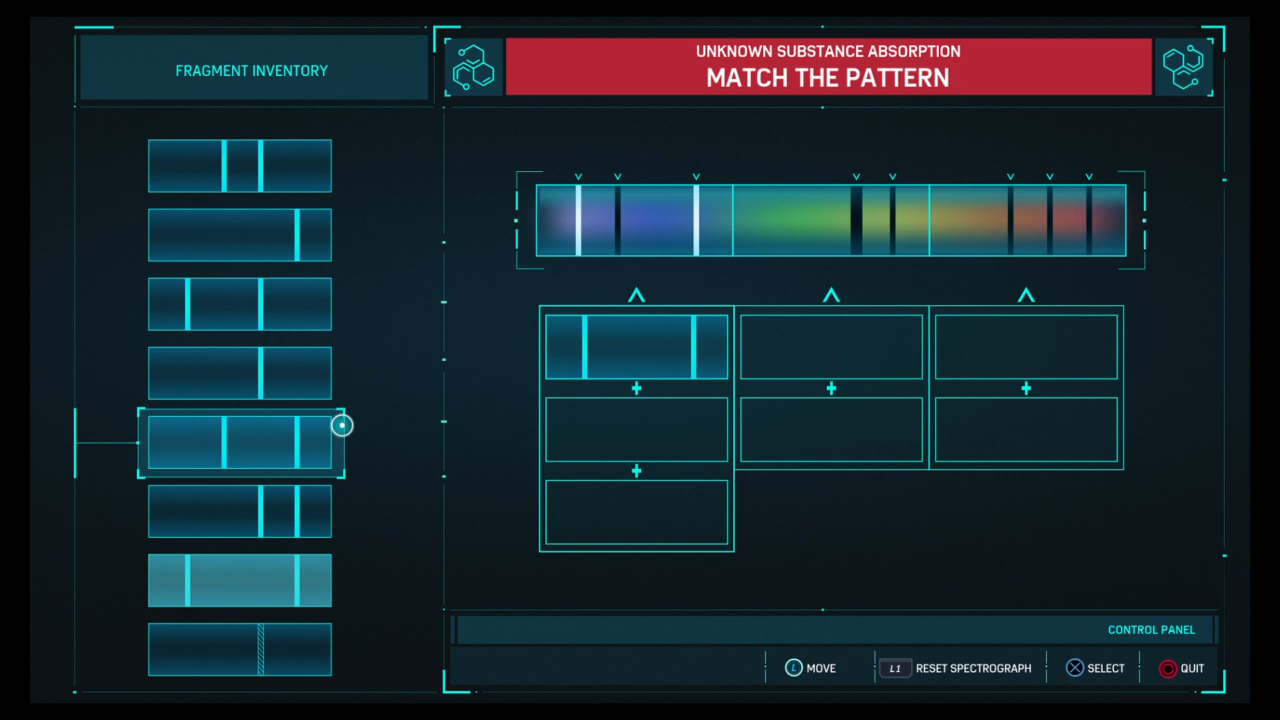 FRAGMENT INVENTORY
UNKNOWN SUBSTANCE ABSORPTION
MATCH THE PATTERN
CONTROL PANEL
L MOVE
L1 RESET SPECTROGRAPH
SELECT
QUIT